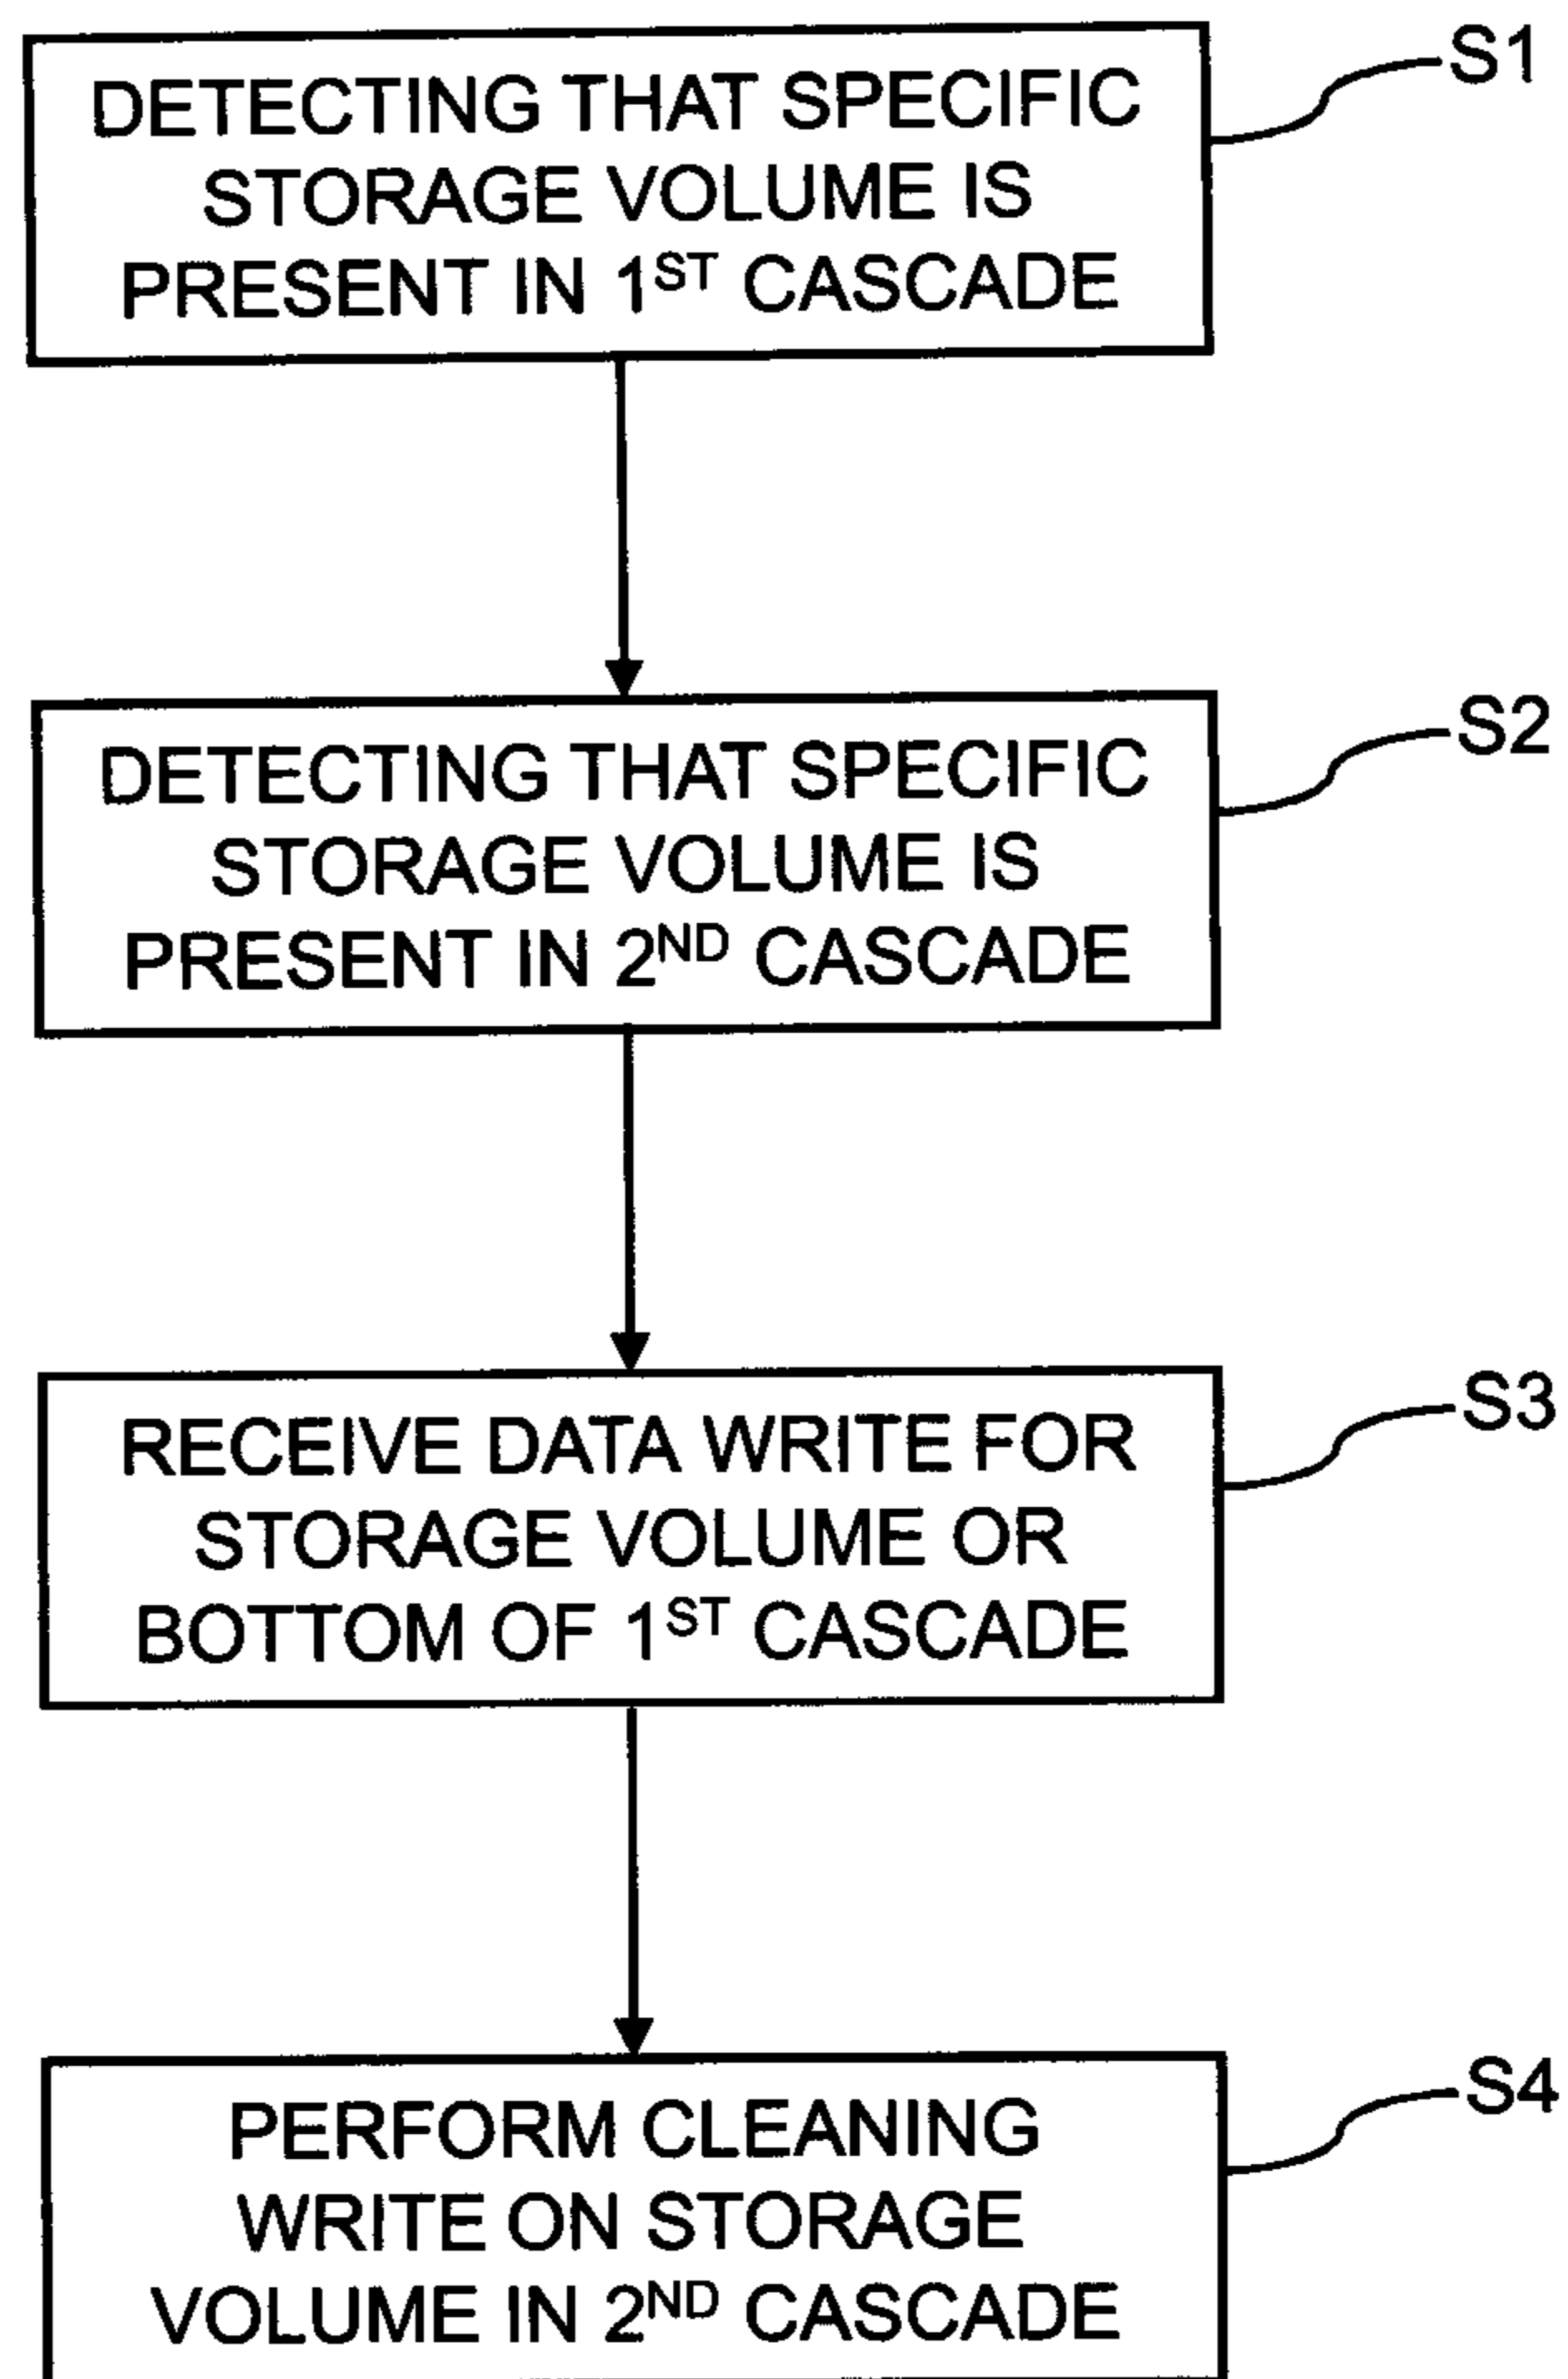 DETECTING THAT SPECIFIC
STORAGE VOLUME IS
PRESENT IN 1ST CASCADE
S1
DETECTING THAT SPECIFIC
STORAGE VOLUME IS
PRESENT IN 2ND CASCADE
S2
RECEIVE DATA WRITE FOR
STORAGE VOLUME OR
BOTTOM OF 1ST CASCADE
S3
PERFORM CLEANING
WRITE ON STORAGE
VOLUME IN 2ND CASCADE
S4